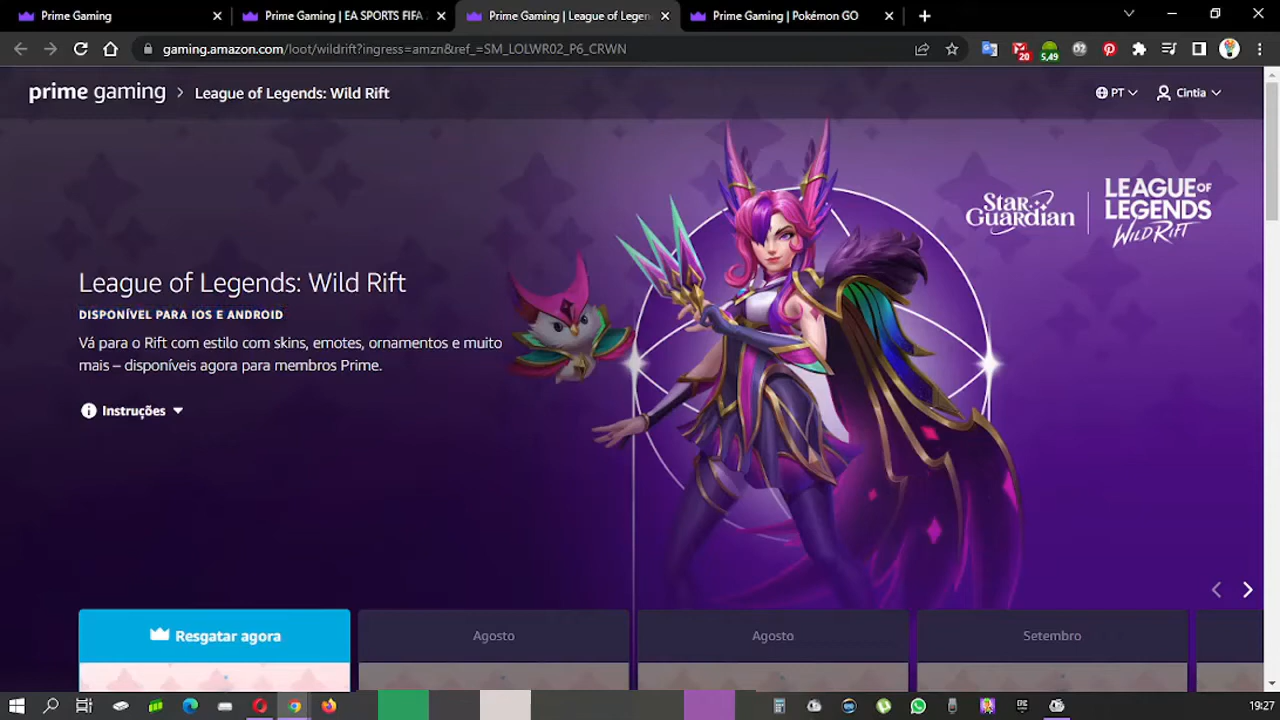 Prime Gaming
Prime Gaming | EA SPORTS FIFA
Prime Gaming | League of Legen
Prime Gaming | Pokémon GO
gaming.amazon.com/loot/wildrift?ingress=amzn&ref_=SM_LOLWR02_P6_CRWN
20
5,49
prime gaming > League of Legends: Wild Rift
PT
Cintia
STAR GUARDIAN
LEAGUE OF LEGENDS
WILD RIFT
League of Legends: Wild Rift
DISPONÍVEL PARA IOS E ANDROID
Vá para o Rift com estilo com skins, emotes, ornamentos e muito
mais – disponíveis agora para membros Prime.
Instruções
Resgatar agora
Agosto
Agosto
Setembro
19:27